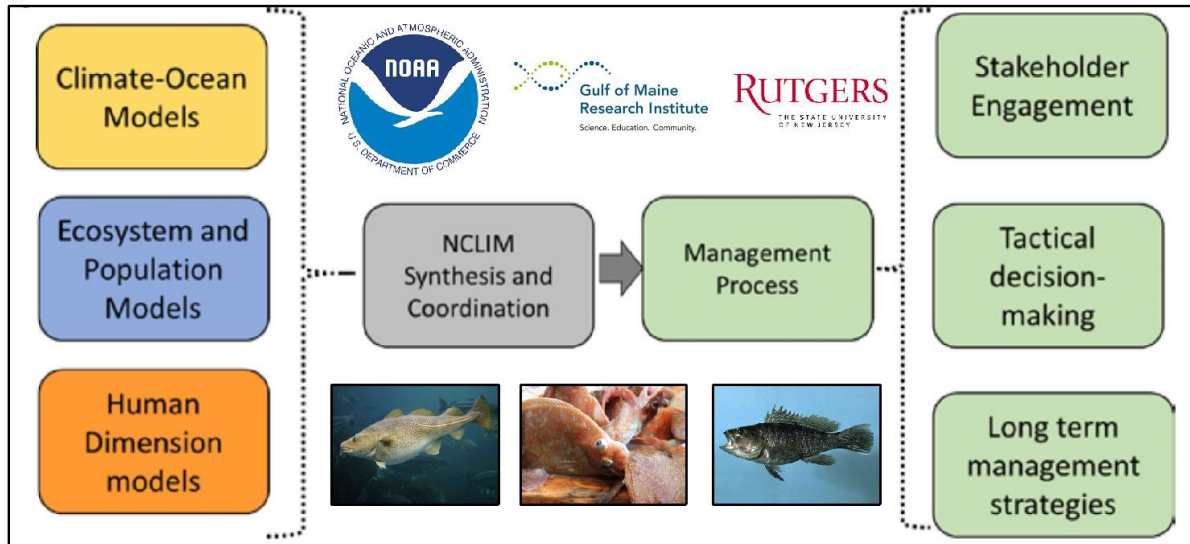 Climate-Ocean
Models
Ecosystem and
Population
Models
Human
Dimension
models
NATIONAL OCEANIC AND ATMOSPHERIC ADMINISTRATION
NOAA
U.S. DEPARTMENT OF COMMERCE
Gulf of Maine
Research Institute
Science. Education. Community.
RUTGERS
THE STATE UNIVERSITY
OF NEW JERSEY
NCLIM
Synthesis and
Coordination
Management
Process
Stakeholder
Engagement
Tactical
decision-
making
Long term
management
strategies